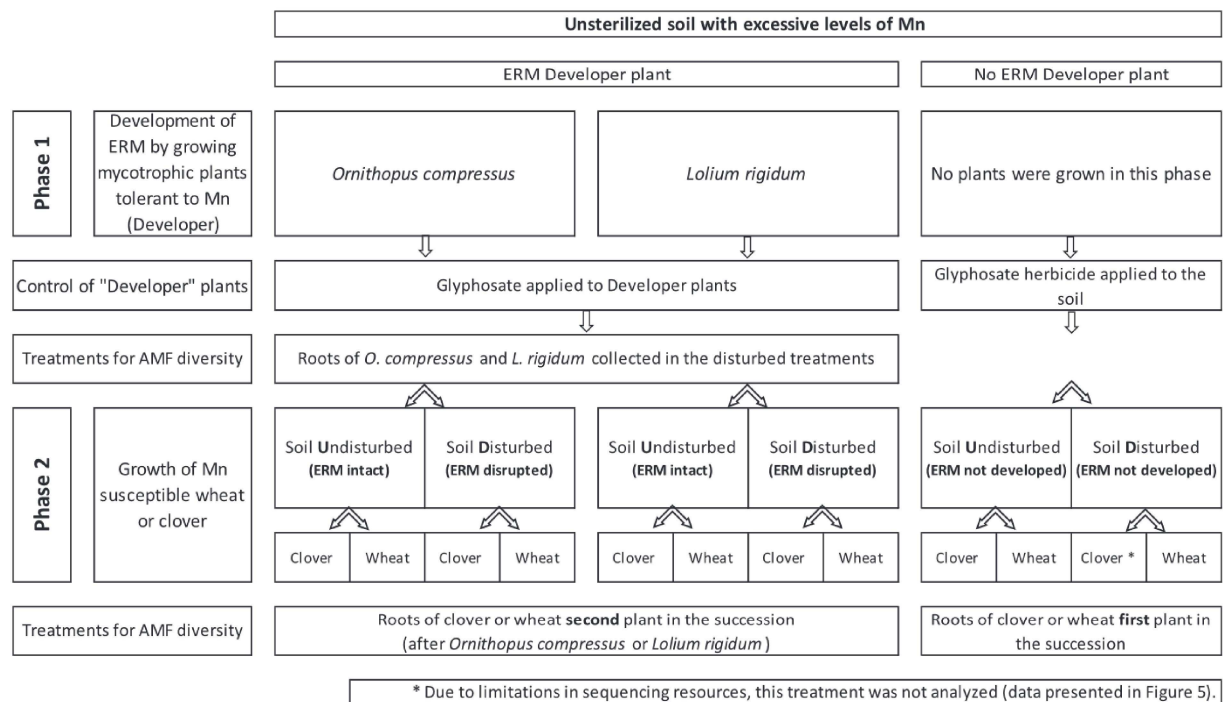 Unsterilized soil with excessive levels of Mn
ERM Developer plant
No ERM Developer plant
Phase 1
Development of
ERM by growing
mycotrophic plants
tolerant to Mn
(Developer)
Ornithopus compressus
Lolium rigidum
No plants were grown in this phase
Control of "Developer" plants
Glyphosate applied to Developer plants
Glyphosate herbicide applied to the
soil
Treatments for AMF diversity
Roots of O. compressus and L. rigidum collected in the disturbed treatments
Phase 2
Growth of Mn
susceptible wheat
or clover
Soil Undisturbed
(ERM intact)
Soil Disturbed
(ERM disrupted)
Soil Undisturbed
(ERM intact)
Soil Disturbed
(ERM disrupted)
Soil Undisturbed
(ERM not developed)
Soil Disturbed
(ERM not developed)
Clover
Wheat
Clover
Wheat
Clover
Wheat
Clover
Wheat
Clover
Wheat
Clover *
Wheat
Treatments for AMF diversity
Roots of clover or wheat second plant in the succession
(after Ornithopus compressus or Lolium rigidum)
Roots of clover or wheat first plant in
the succession
* Due to limitations in sequencing resources, this treatment was not analyzed (data presented in Figure 5).